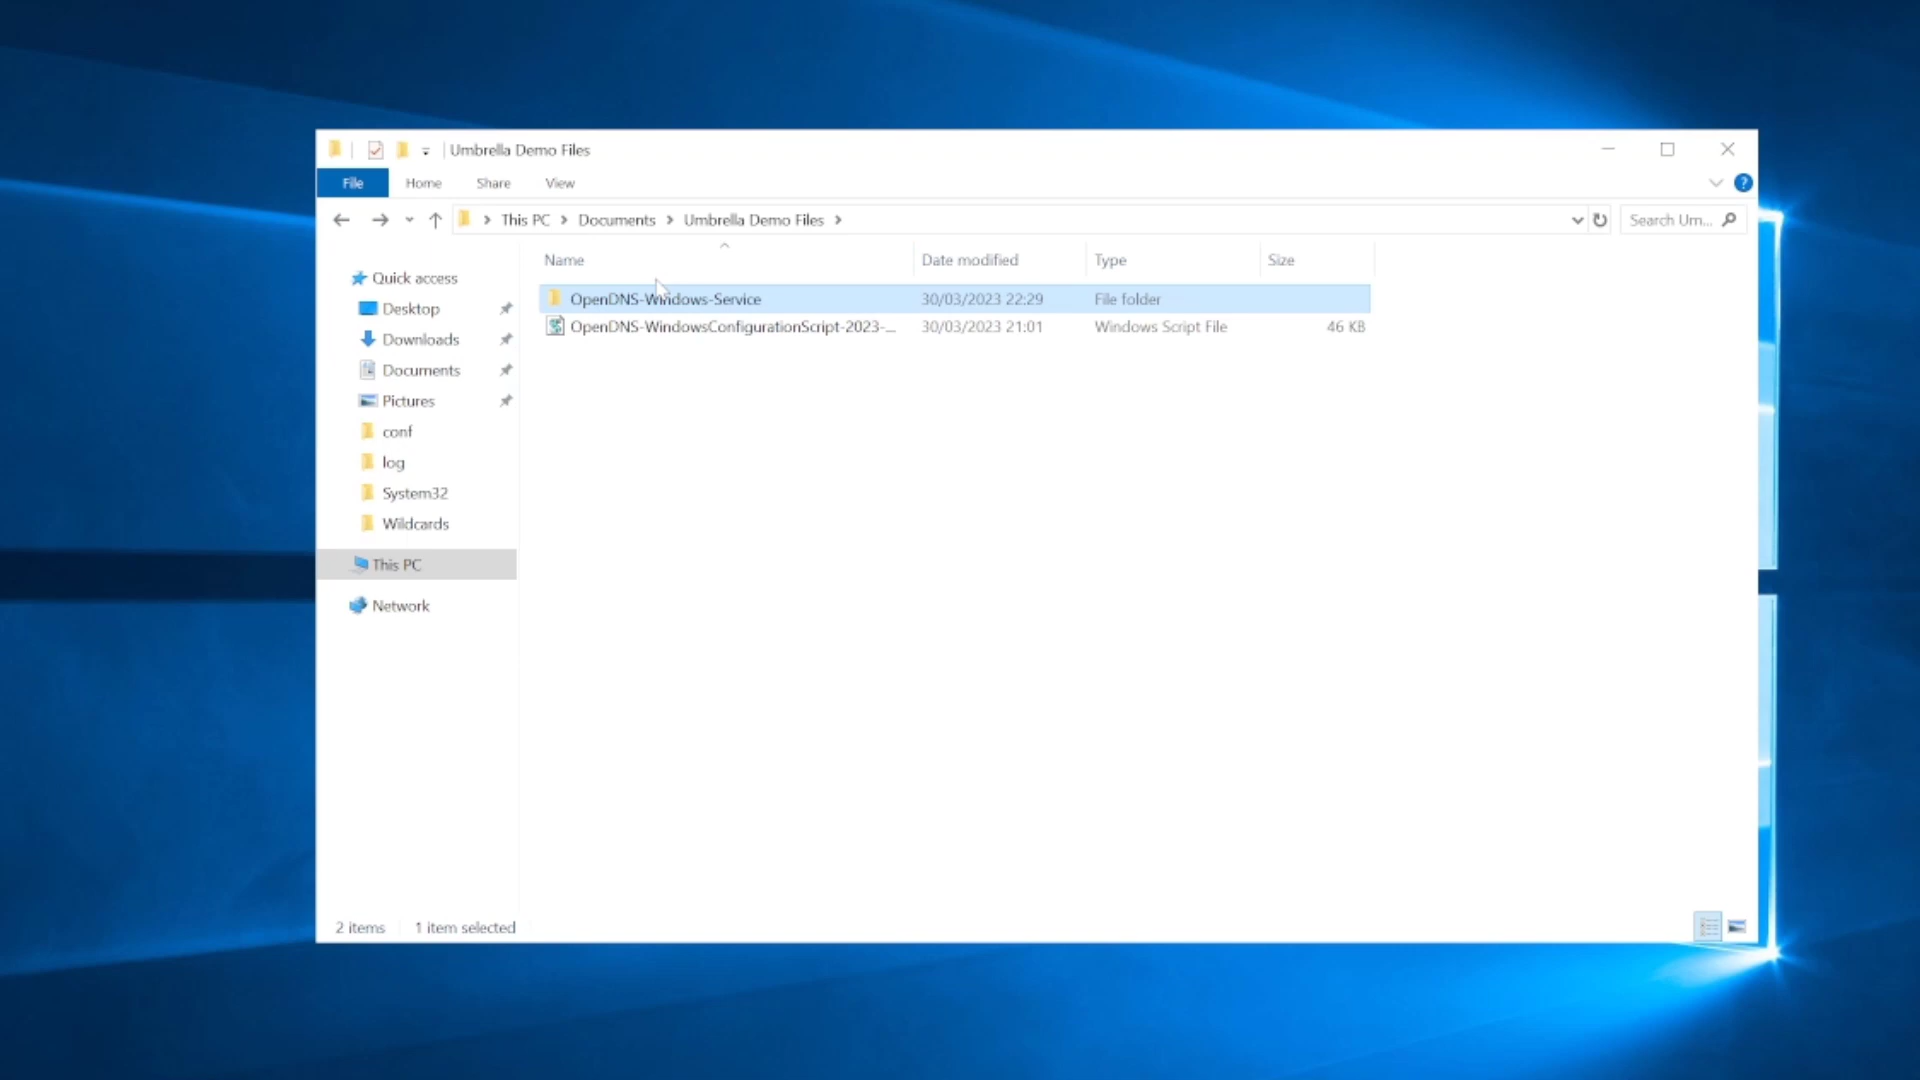 Umbrella Demo Files
File Home Share View
This PC Documents Umbrella Demo Files Search Um...
Name Date modified Type Size
Quick access
OpenDNS-Windows-Service 30/03/2023 22:29 File folder
Desktop
OpenDNS-WindowsConfigurationScript-2023-... 30/03/2023 21:01 Windows Script File 46 KB
Downloads
Documents
Pictures
conf
log
System32
Wildcards
This PC
Network
2 items 1 item selected